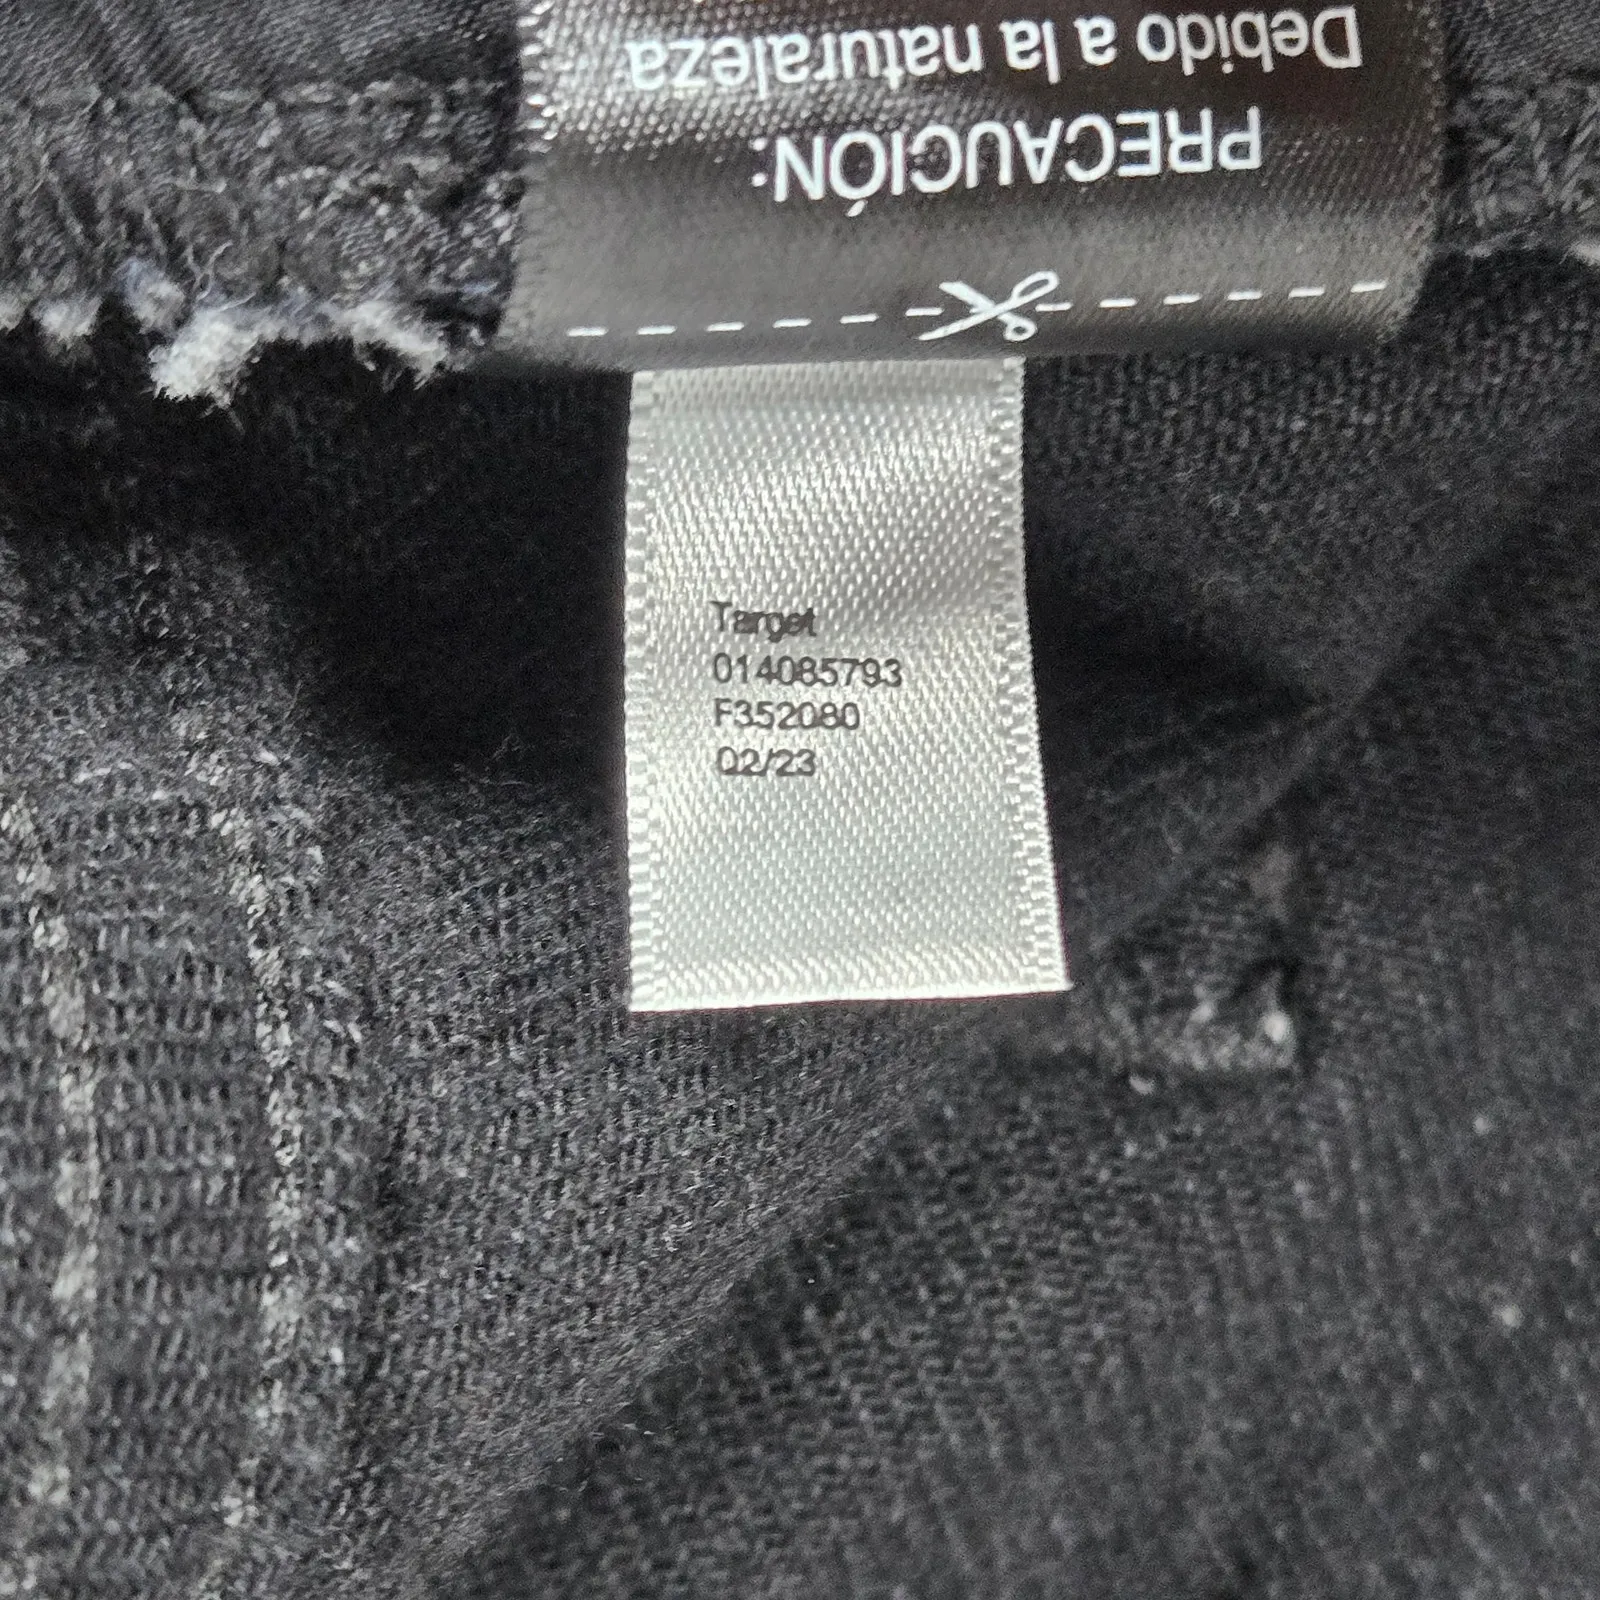 PRECAUCIÓN:
Debido a la naturaleza
Target
014085793
F352080
02/23